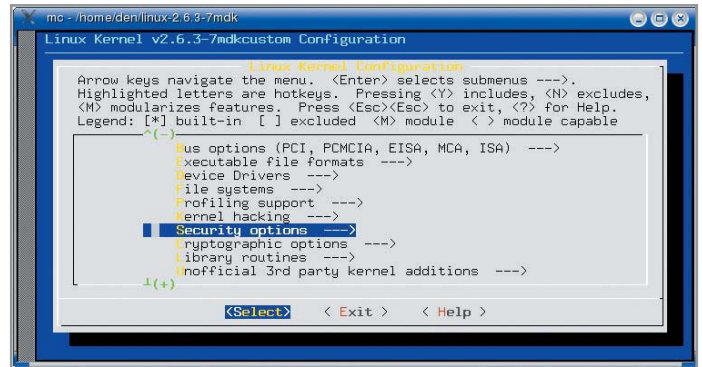 mc - /home/den/linux-2.6.3-7mdk
Linux Kernel v2.6.3-7mdkcustom Configuration
Linux Kernel Configuration
Arrow keys navigate the menu. <Enter> selects submenus --->.
Highlighted letters are hotkeys. Pressing <Y> includes, <N> excludes,
<M> modularizes features. Press <Esc><Esc> to exit, <?> for Help.
Legend: [*] built-in [ ] excluded <M> module < > module capable
^(-)
Bus options (PCI, PCMCIA, EISA, MCA, ISA) --->
Executable file formats --->
Device Drivers --->
File systems --->
Profiling support --->
Kernel hacking --->
Security options --->
Cryptographic options --->
Library routines --->
Unofficial 3rd party kernel additions --->
┴(+)
<Select> < Exit > < Help >